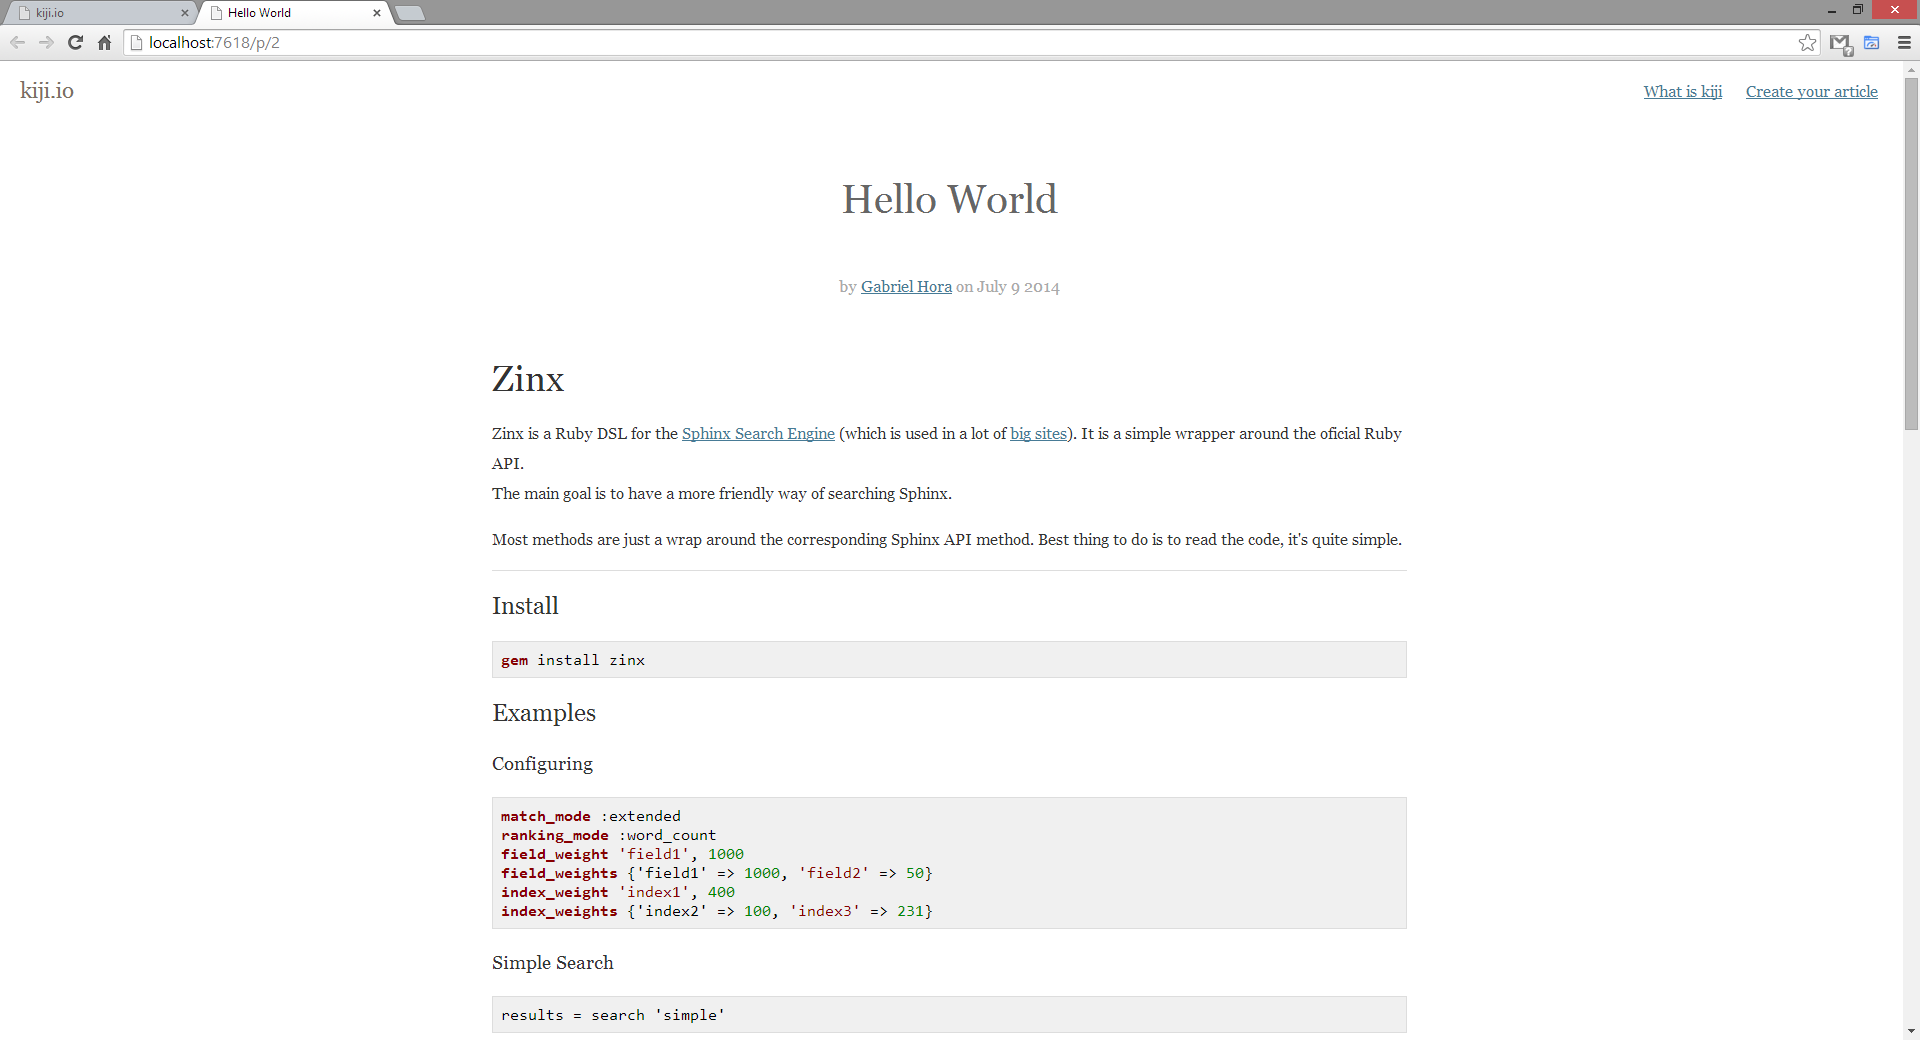 kiji.io
Hello World
localhost:7618/p/2
kiji.io
What is kiji
Create your article
Hello World
by Gabriel Hora on July 9 2014
Zinx
Zinx is a Ruby DSL for the Sphinx Search Engine (which is used in a lot of big sites). It is a simple wrapper around the oficial Ruby
API.
The main goal is to have a more friendly way of searching Sphinx.
Most methods are just a wrap around the corresponding Sphinx API method. Best thing to do is to read the code, it's quite simple.
Install
gem install zinx
Examples
Configuring
match_mode :extended
ranking_mode :word_count
field_weight 'field1', 1000
field_weights {'field1' => 1000, 'field2' => 50}
index_weight 'index1', 400
index_weights {'index2' => 100, 'index3' => 231}
Simple Search
results = search 'simple'